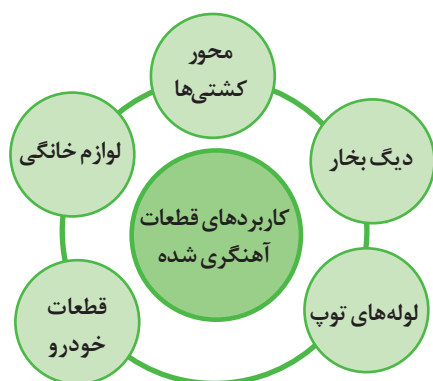 محور
کشتی‌ها
دیگ بخار
لوازم خانگی
کاربردهای قطعات
آهنگری شده
لوله‌های توپ
قطعات
خودرو